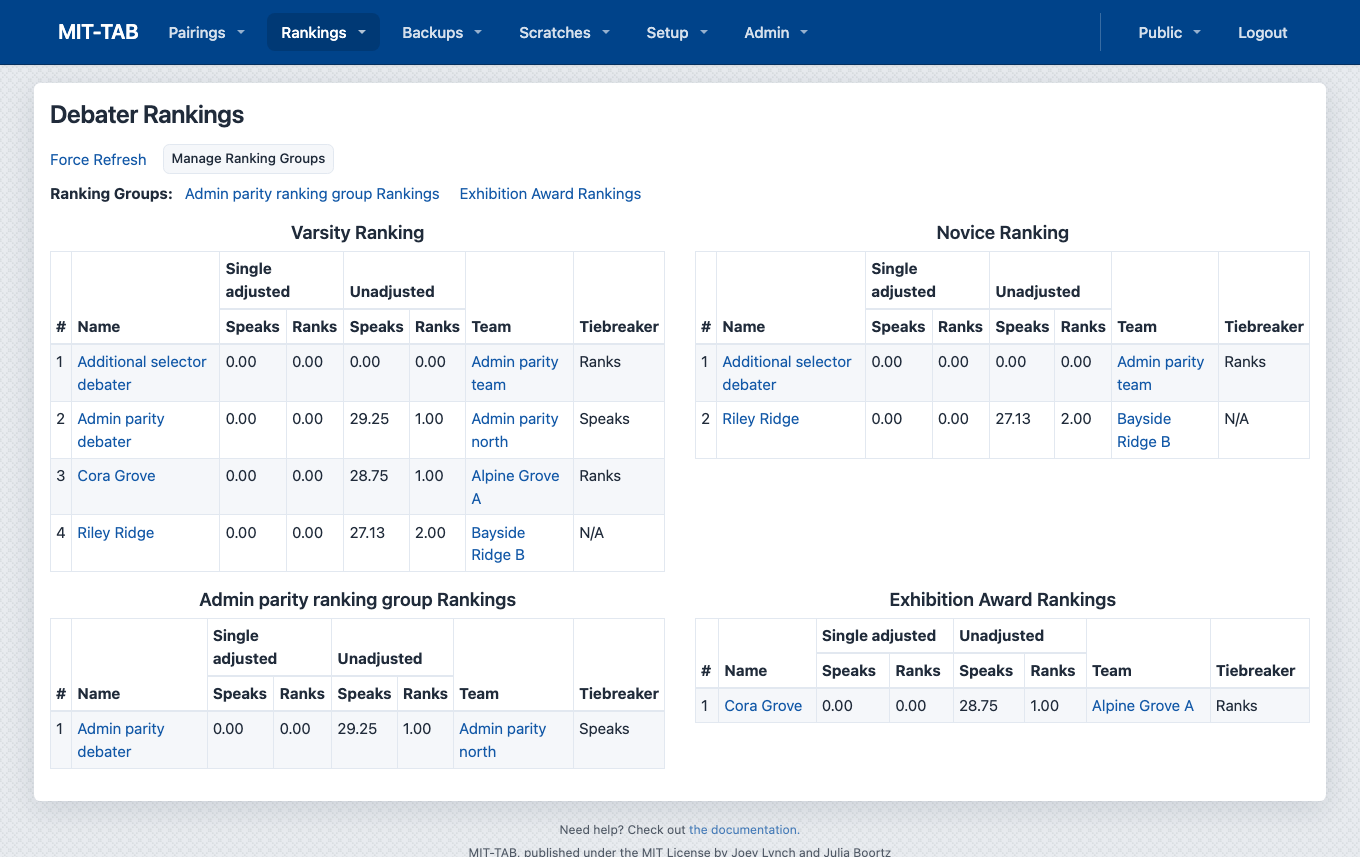 MIT-TAB Pairings Rankings Backups Scratches Setup Admin Public Logout
Debater Rankings
Force Refresh Manage Ranking Groups
Ranking Groups: Admin parity ranking group Rankings Exhibition Award Rankings
Varsity Ranking
Single
adjusted Unadjusted
# Name Speaks Ranks Speaks Ranks Team Tiebreaker
1 Additional selector 0.00 0.00 0.00 0.00 Admin parity Ranks
debater team
2 Admin parity 0.00 0.00 29.25 1.00 Admin parity Speaks
debater north
3 Cora Grove 0.00 0.00 28.75 1.00 Alpine Grove Ranks
A
4 Riley Ridge 0.00 0.00 27.13 2.00 Bayside N/A
Ridge B
Novice Ranking
Single
adjusted Unadjusted
# Name Speaks Ranks Speaks Ranks Team Tiebreaker
1 Additional selector 0.00 0.00 0.00 0.00 Admin parity Ranks
debater team
2 Riley Ridge 0.00 0.00 27.13 2.00 Bayside N/A
Ridge B
Admin parity ranking group Rankings
Single
adjusted Unadjusted
# Name Speaks Ranks Speaks Ranks Team Tiebreaker
1 Admin parity 0.00 0.00 29.25 1.00 Admin parity Speaks
debater north
Exhibition Award Rankings
Single adjusted Unadjusted
# Name Speaks Ranks Speaks Ranks Team Tiebreaker
1 Cora Grove 0.00 0.00 28.75 1.00 Alpine Grove A Ranks
Need help? Check out the documentation.
MIT-TAB, published under the MIT License by Joey Lynch and Julia Boortz